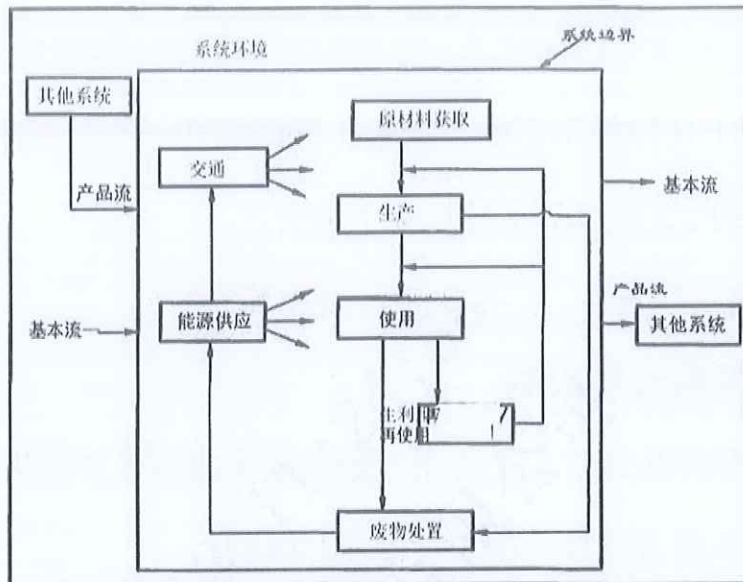 系统边界
系统环境
其他系统
原材料获取
交通
产品流
生产
基本流
产品流
基本流
能源供应
使用
其他系统
再使用
废物处置